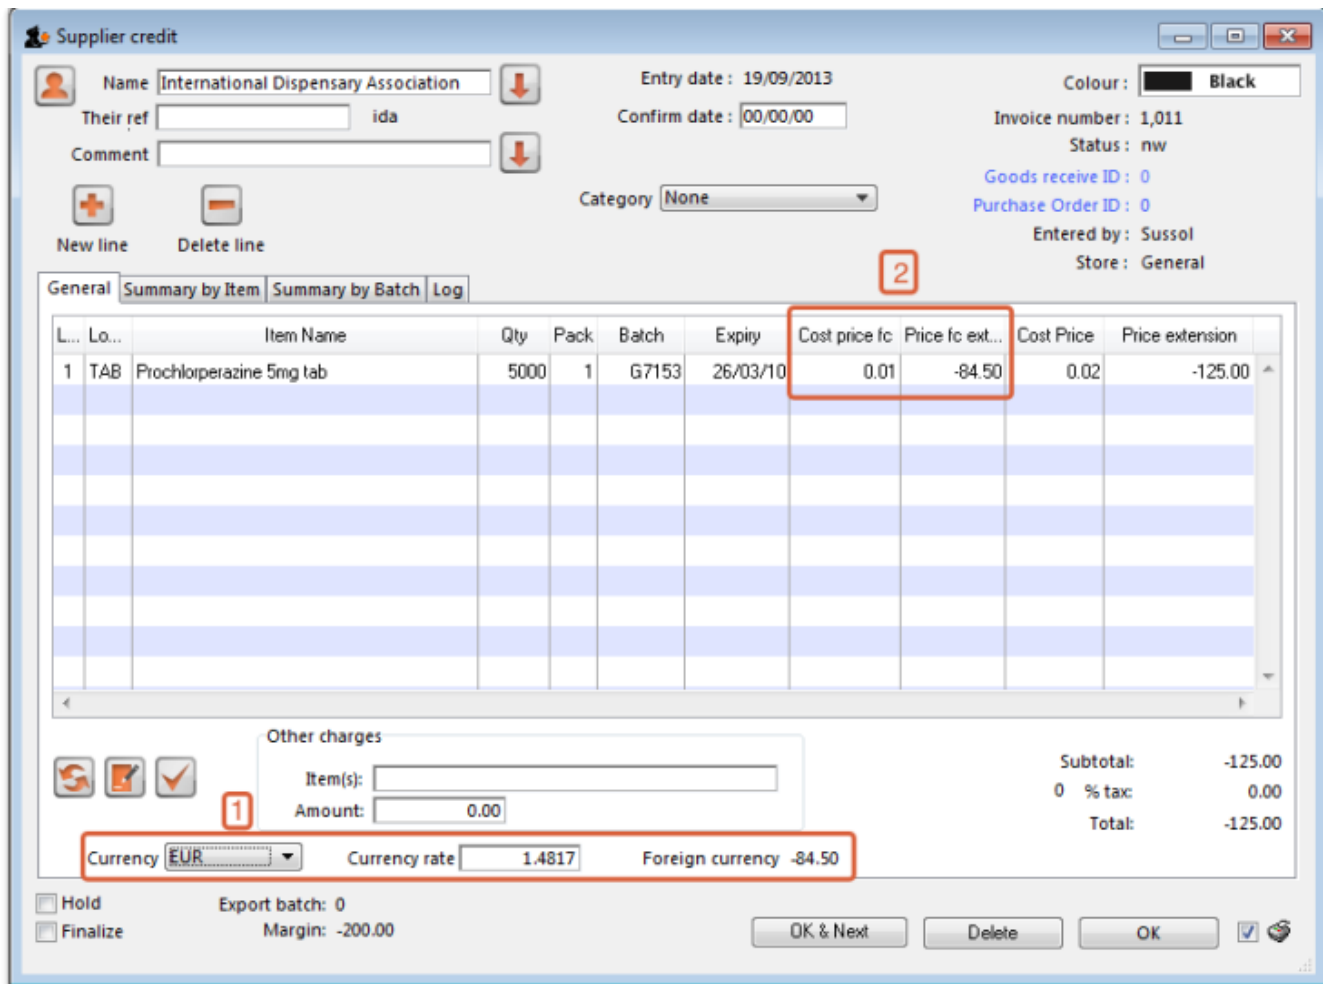 Supplier credit
Name International Dispensary Association
Entry date : 19/09/2013
Colour : Black
Their ref ida
Confirm date : 00/00/00
Invoice number : 1,011
Comment
Status : nw
Goods receive ID : 0
Category None
Purchase Order ID : 0
New line Delete line
Entered by : Sussol
Store : General
2
General Summary by Item Summary by Batch Log
L... Lo... Item Name Qty Pack Batch Expiry Cost price fc Price fc ext... Cost Price Price extension
1 TAB Prochlorperazine 5mg tab 5000 1 G7153 26/03/10 0.01 -84.50 0.02 -125.00
Other charges
Item(s):
Amount: 0.00
Subtotal: -125.00
0 % tax: 0.00
Total: -125.00
1
Currency EUR Currency rate 1.4817 Foreign currency -84.50
Hold Export batch: 0
Finalize Margin: -200.00
OK & Next Delete OK